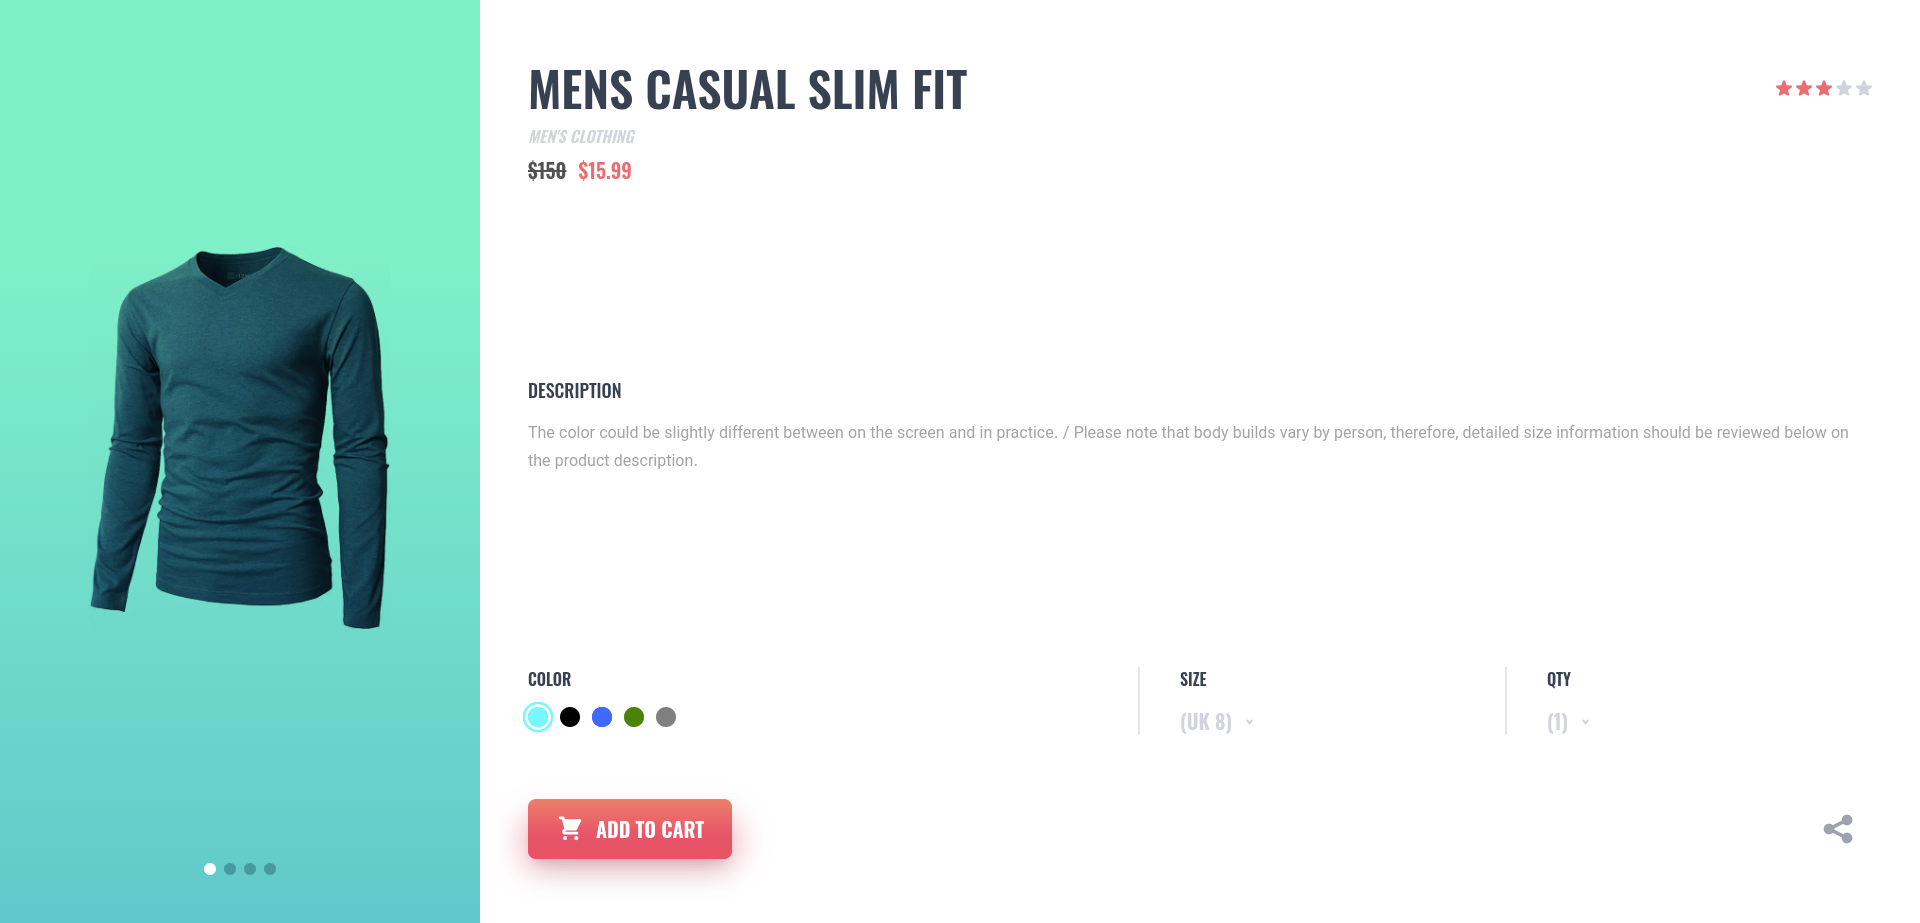 MENS CASUAL SLIM FIT
MEN'S CLOTHING
$150 $15.99
DESCRIPTION
The color could be slightly different between on the screen and in practice. / Please note that body builds vary by person, therefore, detailed size information should be reviewed below on
the product description.
COLOR
SIZE
QTY
(UK 8)
(1)
ADD TO CART